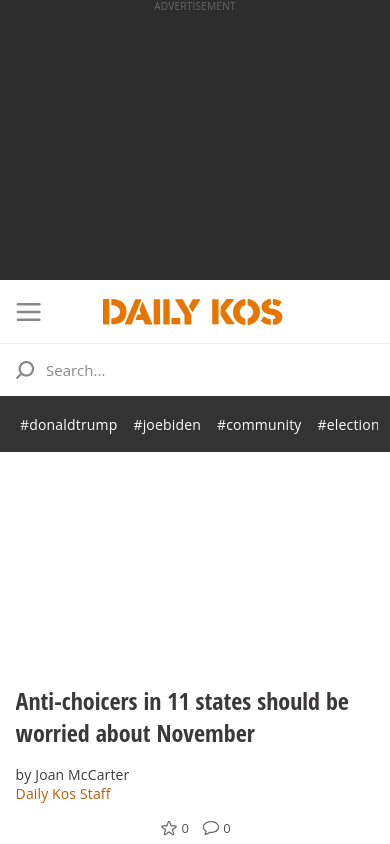 ADVERTISEMENT
DAILY KOS
Search...
#donaldtrump #joebiden #community #election
Anti-choicers in 11 states should be
worried about November
by Joan McCarter
Daily Kos Staff
0 0